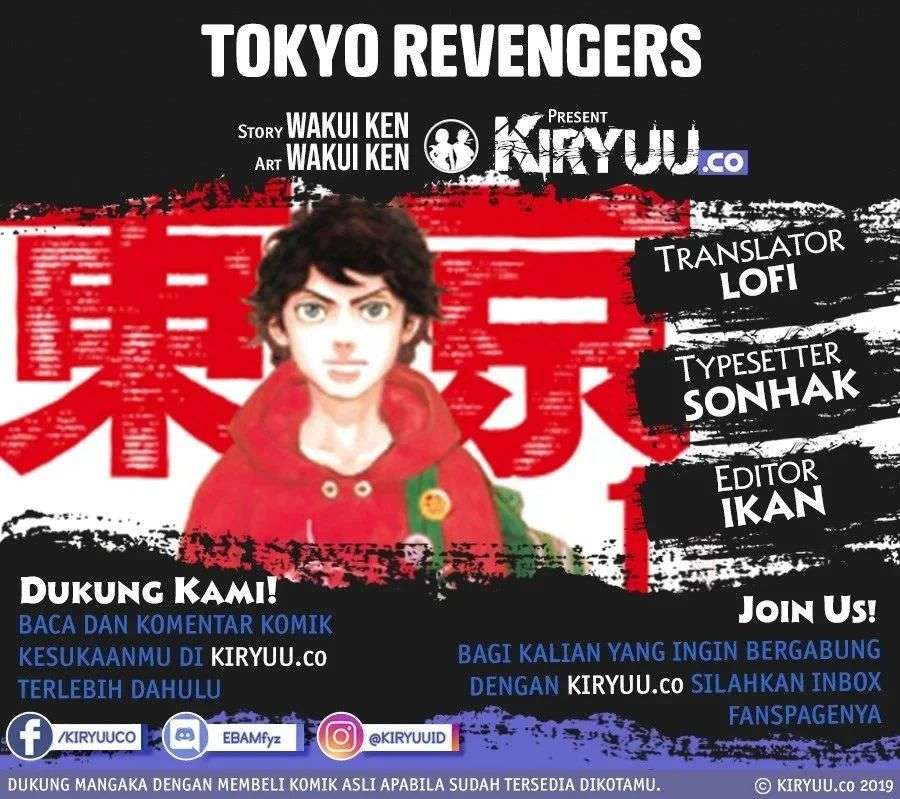 TOKYO REVENGERS
STORY WAKUI KEN
ART WAKUI KEN
PRESENT
KIRYUU.CO
東京
1
TRANSLATOR
LOFI
TYPESETTER
SONHAK
EDITOR
IKAN
DUKUNG KAMI!
BACA DAN KOMENTAR KOMIK
KESUKAANMU DI KIRYUU.CO
TERLEBIH DAHULU
JOIN US!
BAGI KALIAN YANG INGIN BERGABUNG
DENGAN KIRYUU.CO SILAHKAN INBOX
FANSPAGENYA
/KIRYUUCO
EBAMfyz
@KIRYUUID
DUKUNG MANGAKA DENGAN MEMBELI KOMIK ASLI APABILA SUDAH TERSEDIA DIKOTAMU.
© KIRYUU.CO 2019